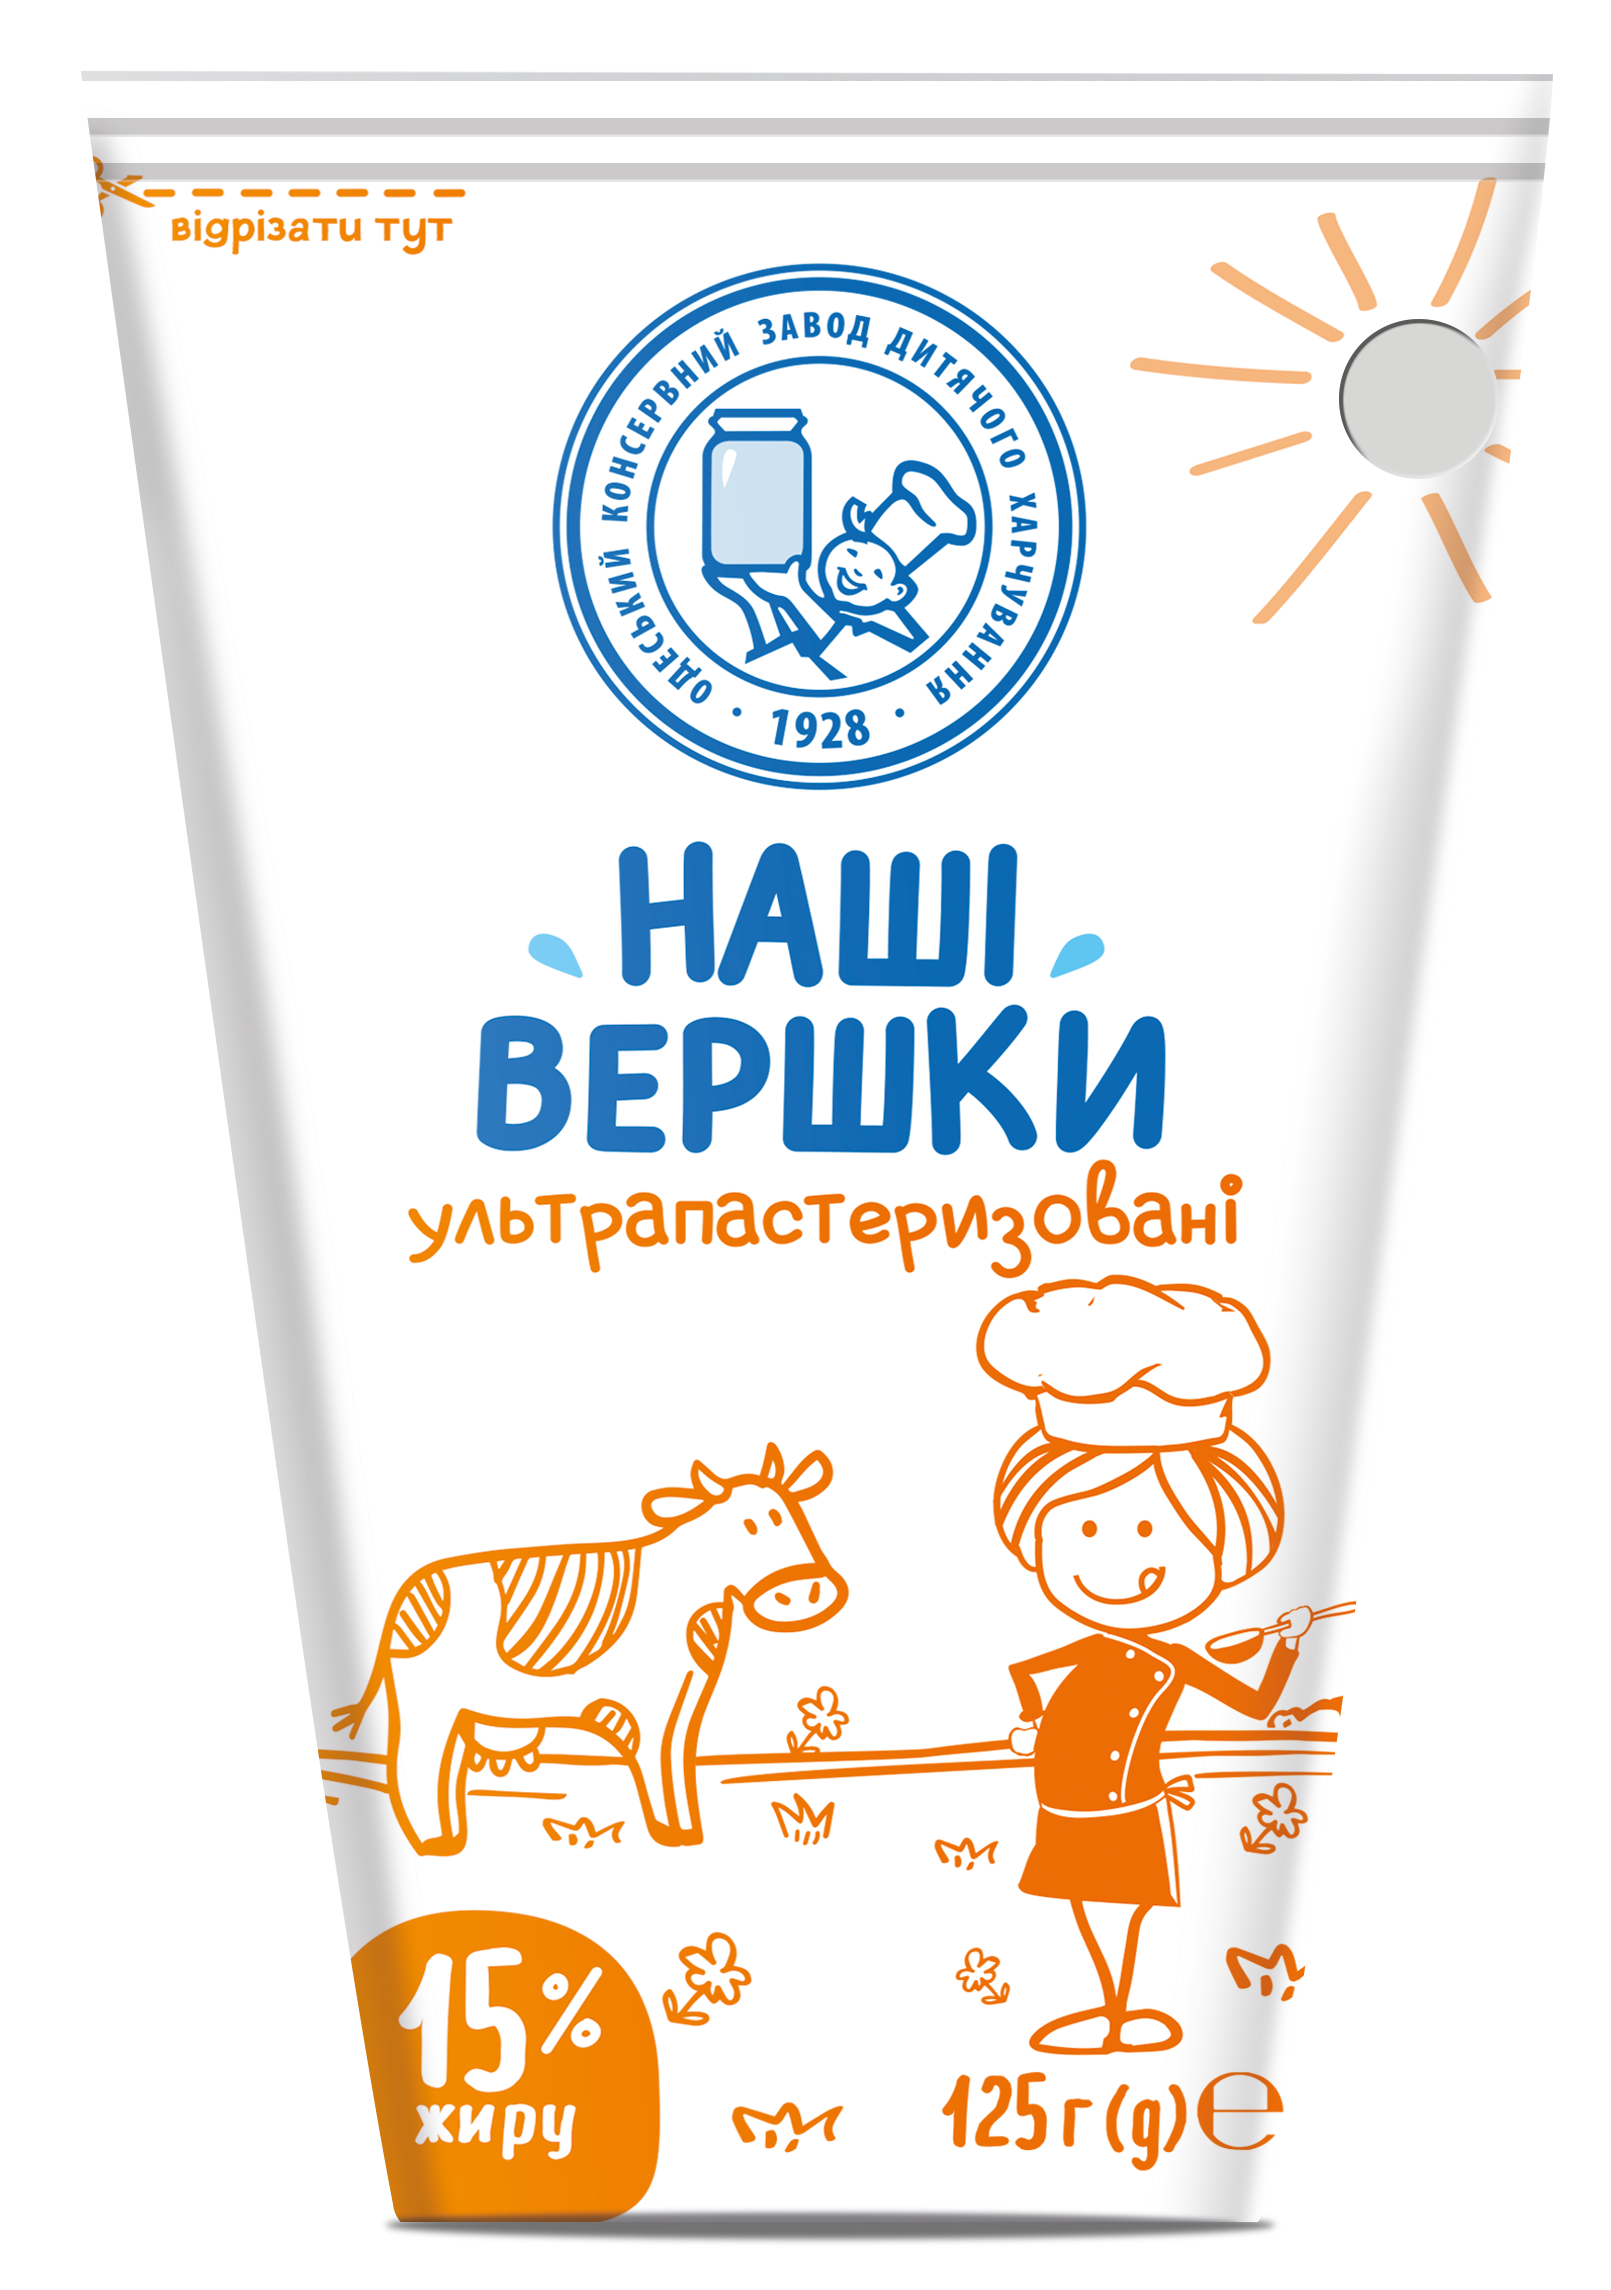 відрізати тут
ОДЕСЬКИЙ КОНСЕРВНИЙ ЗАВОД ДИТЯЧОГО ХАРЧУВАННЯ
• 1928 •
НАШІ
ВЕРШКИ
ультрапастеризовані
15%
жиру
125 г (g) ℮